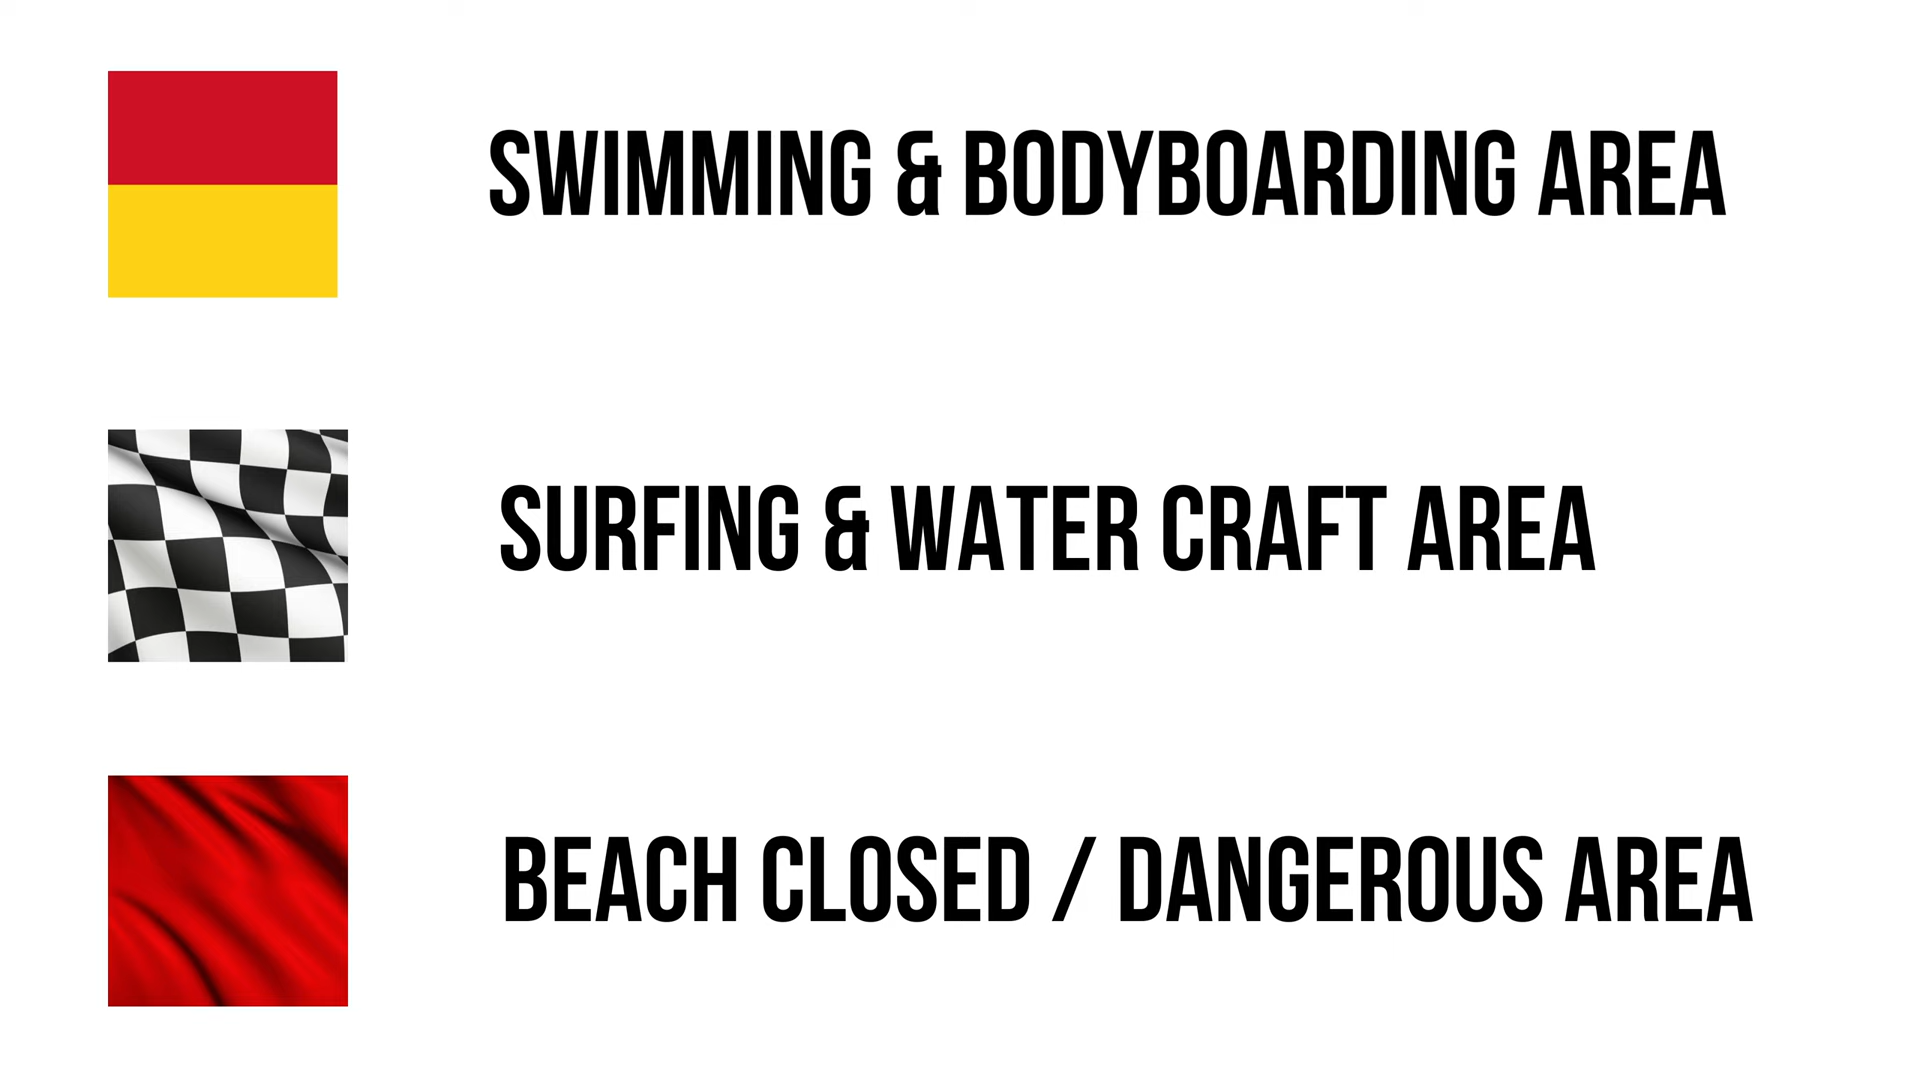 SWIMMING & BODYBOARDING AREA
SURFING & WATER CRAFT AREA
BEACH CLOSED / DANGEROUS AREA